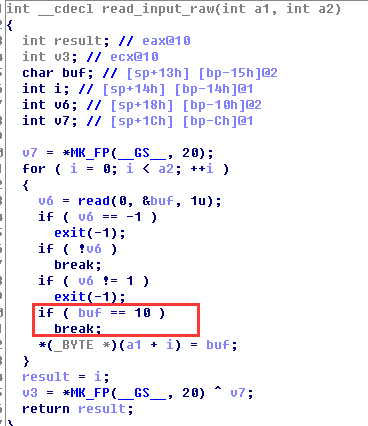 int __cdecl read_input_raw(int a1, int a2)
{
int result; // eax@10
int v3; // ecx@10
char buf; // [sp+13h] [bp-15h]@2
int i; // [sp+14h] [bp-14h]@1
int v6; // [sp+18h] [bp-10h]@2
int v7; // [sp+1Ch] [bp-Ch]@1
v7 = *MK_FP(__GS__, 20);
for ( i = 0; i < a2; ++i )
{
v6 = read(0, &buf, 1u);
if ( v6 == -1 )
exit(-1);
if ( !v6 )
break;
if ( v6 != 1 )
exit(-1);
if ( buf == 10 )
break;
*(_BYTE *)(a1 + i) = buf;
}
result = i;
v3 = *MK_FP(__GS__, 20) ^ v7;
return result;
}